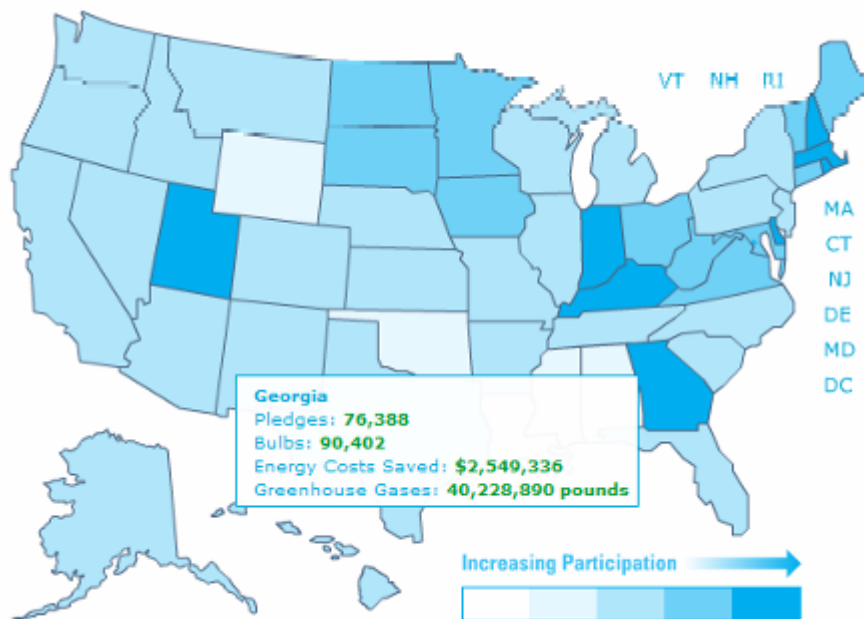 VT NH RI
MA
CT
NJ
DE
MD
DC
Georgia
Pledges: 76,388
Bulbs: 90,402
Energy Costs Saved: $2,549,336
Greenhouse Gases: 40,228,890 pounds
Increasing Participation